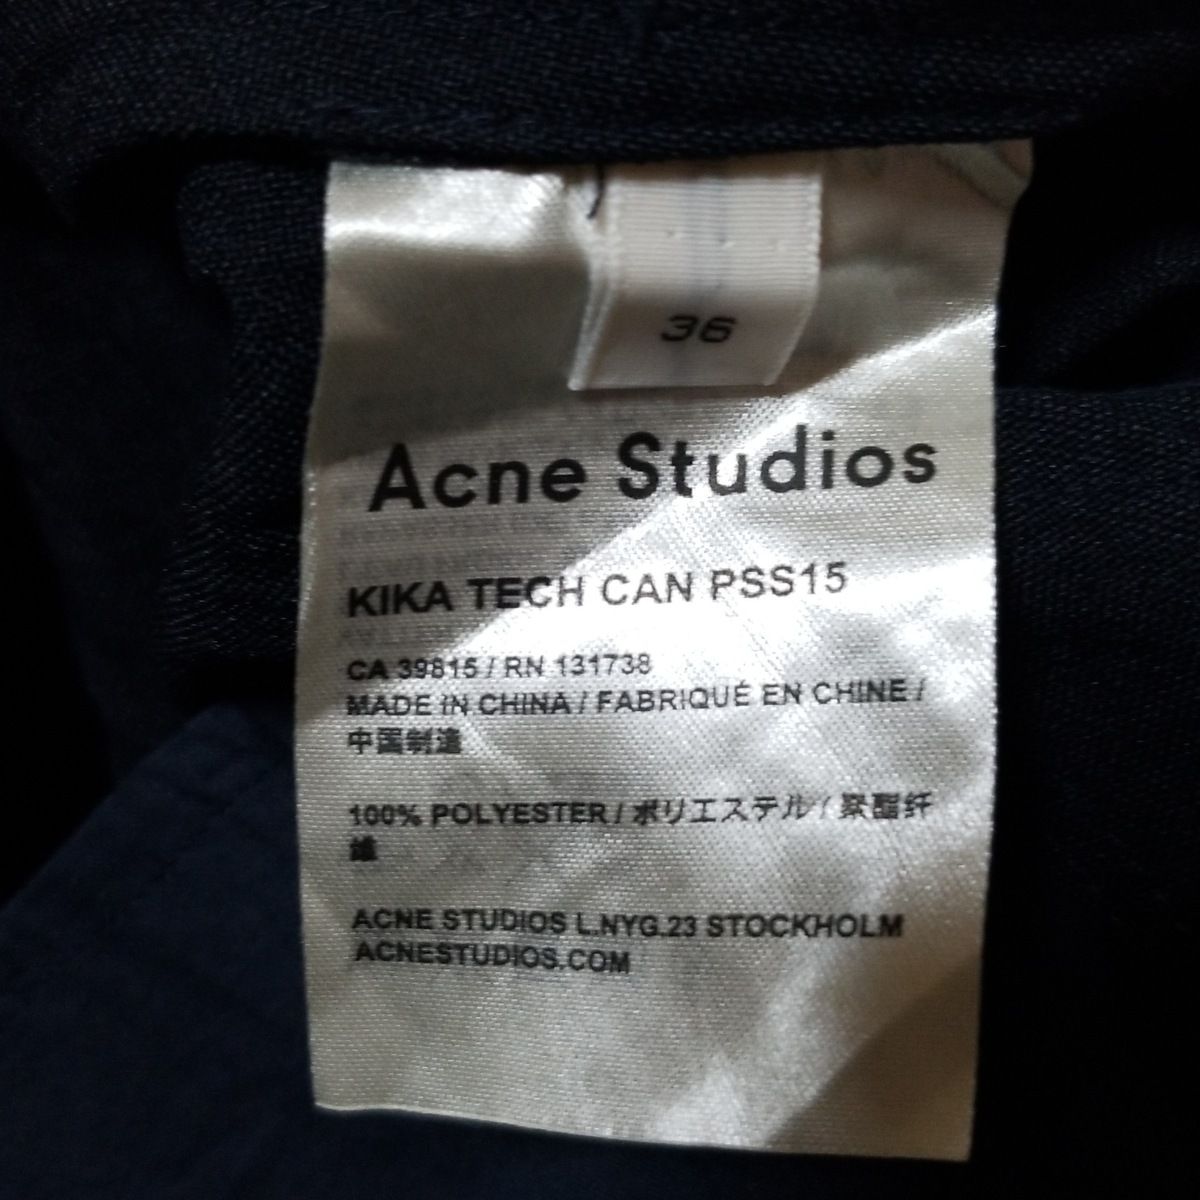 36
Acne Studios
KIKA TECH CAN PSS15
CA 39815 / RN 131738
MADE IN CHINA / FABRIQUÉ EN CHINE /
中国制造
100% POLYESTER / ポリエステル / 聚酯纤
维
ACNE STUDIOS L.NYG.23 STOCKHOLM
ACNESTUDIOS.COM